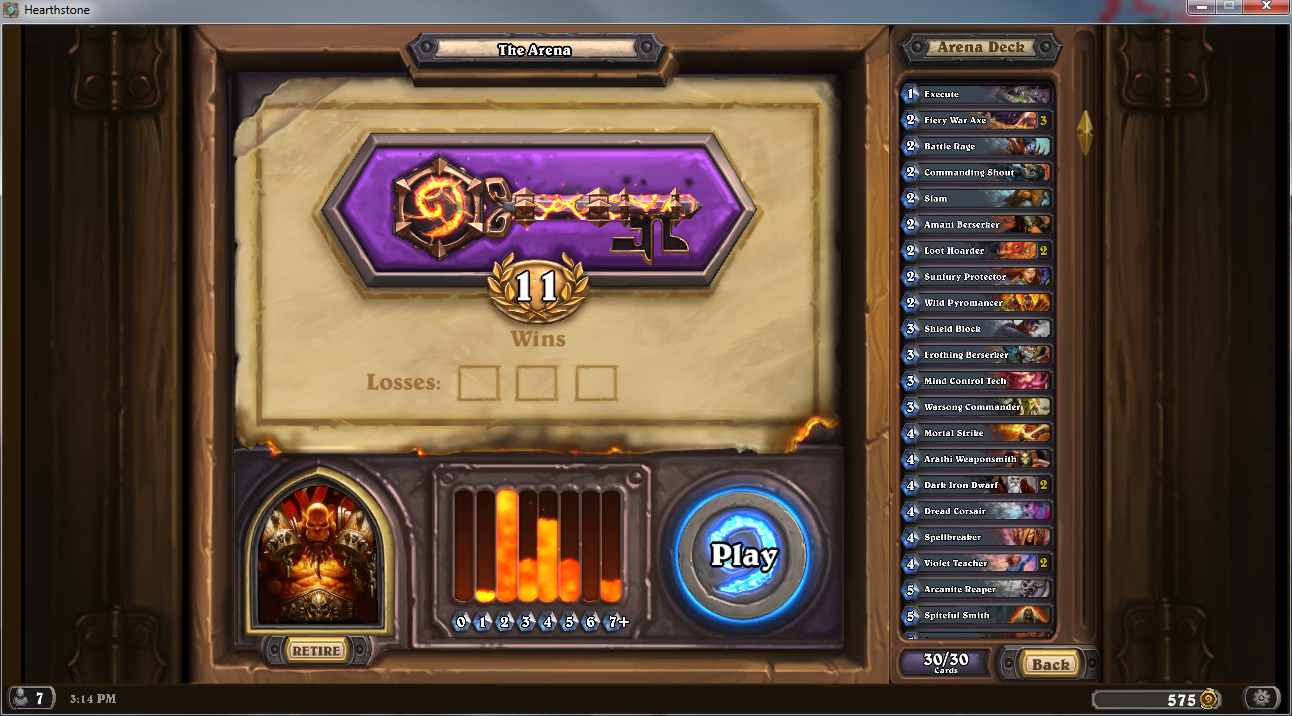 Hearthstone
The Arena
11
Wins
Losses:
0 1 2 3 4 5 6 7+
RETIRE
Play
Arena Deck
1 Execute
2 Fiery War Axe 3
2 Battle Rage
2 Commanding Shout
2 Slam
2 Amani Berserker
2 Loot Hoarder 2
2 Sunfury Protector
2 Wild Pyromancer
3 Shield Block
3 Frothing Berserker
3 Mind Control Tech
3 Warsong Commander
4 Mortal Strike
4 Arathi Weaponsmith
4 Dark Iron Dwarf 2
4 Dread Corsair
4 Spellbreaker
4 Violet Teacher 2
5 Arcanite Reaper
5 Spiteful Smith
30/30
Cards
Back
7
3:14 PM
575